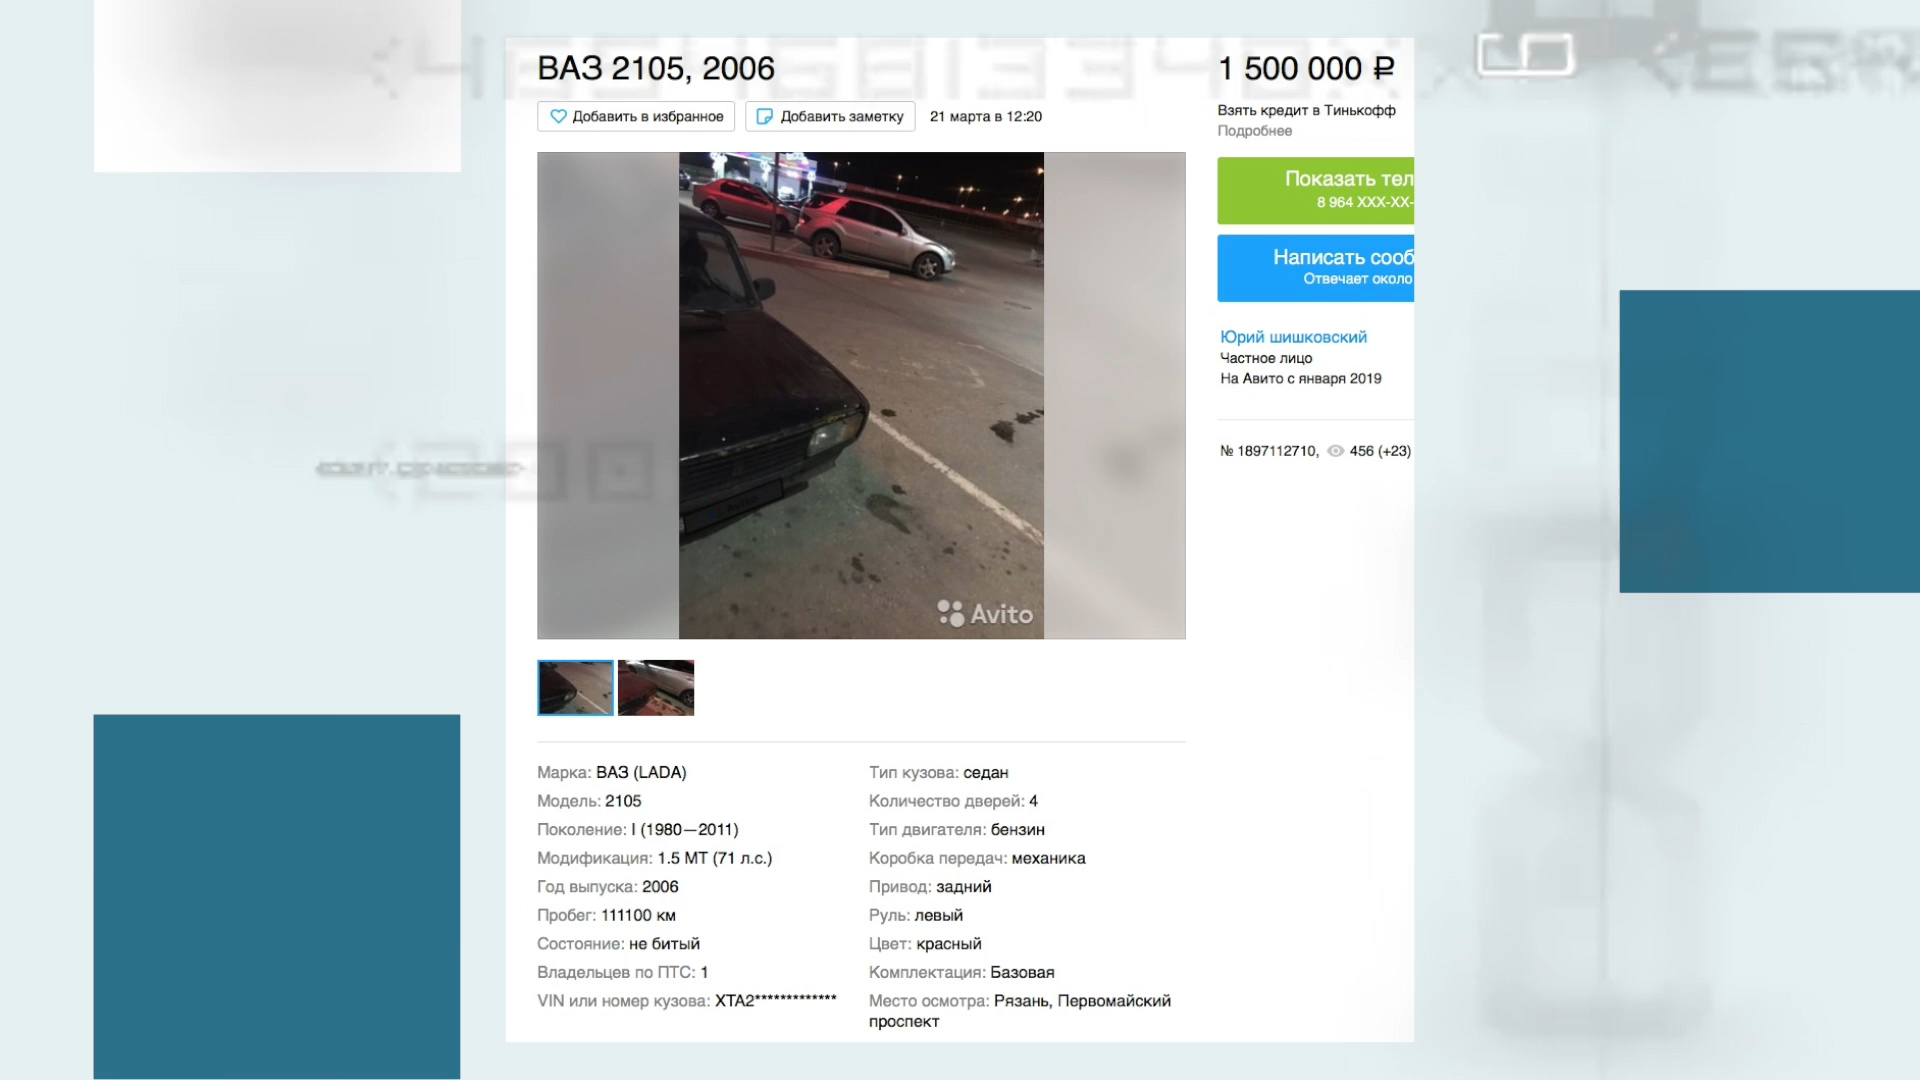 ВАЗ 2105, 2006
1 500 000 ₽
Добавить в избранное
Добавить заметку
21 марта в 12:20
Взять кредит в Тинькофф
Подробнее
Показать тел
8 964 XXX-XX-
Написать сооб
Отвечает около
Юрий шишковский
Частное лицо
На Авито с января 2019
№ 1897112710, 456 (+23)
Avito
Марка: ВАЗ (LADA)
Модель: 2105
Поколение: I (1980—2011)
Модификация: 1.5 MT (71 л.с.)
Год выпуска: 2006
Пробег: 111100 км
Состояние: не битый
Владельцев по ПТС: 1
VIN или номер кузова: XTA2*************
Тип кузова: седан
Количество дверей: 4
Тип двигателя: бензин
Коробка передач: механика
Привод: задний
Руль: левый
Цвет: красный
Комплектация: Базовая
Место осмотра: Рязань, Первомайский
проспект